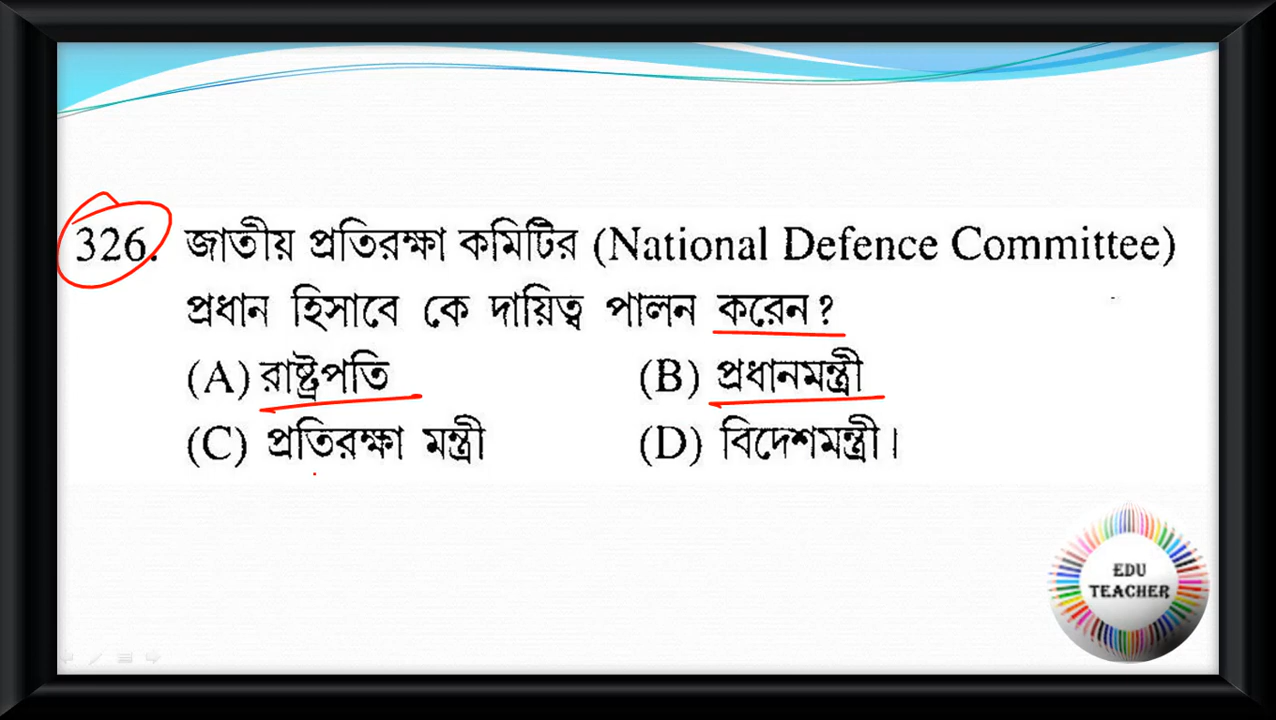 326. জাতীয় প্রতিরক্ষা কমিটির (National Defence Committee)
প্রধান হিসাবে কে দায়িত্ব পালন করেন?
(A) রাষ্ট্রপতি (B) প্রধানমন্ত্রী
(C) প্রতিরক্ষা মন্ত্রী (D) বিদেশমন্ত্রী।
EDU
TEACHER